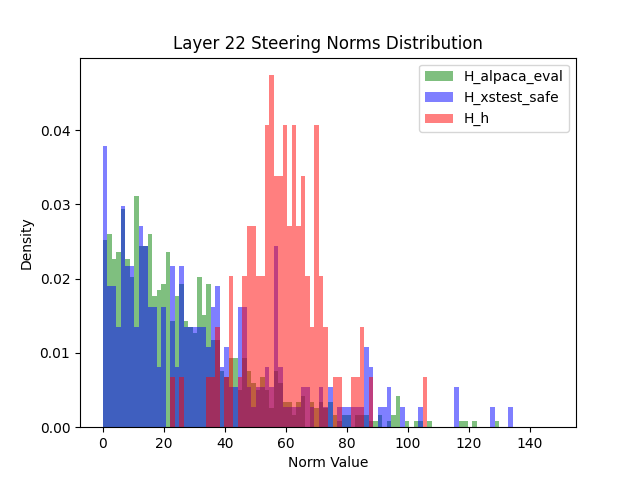 Layer 22 Steering Norms Distribution
H_alpaca_eval
H_xstest_safe
H_h
Density
0.04
0.03
0.02
0.01
0.00
0 20 40 60 80 100 120 140
Norm Value